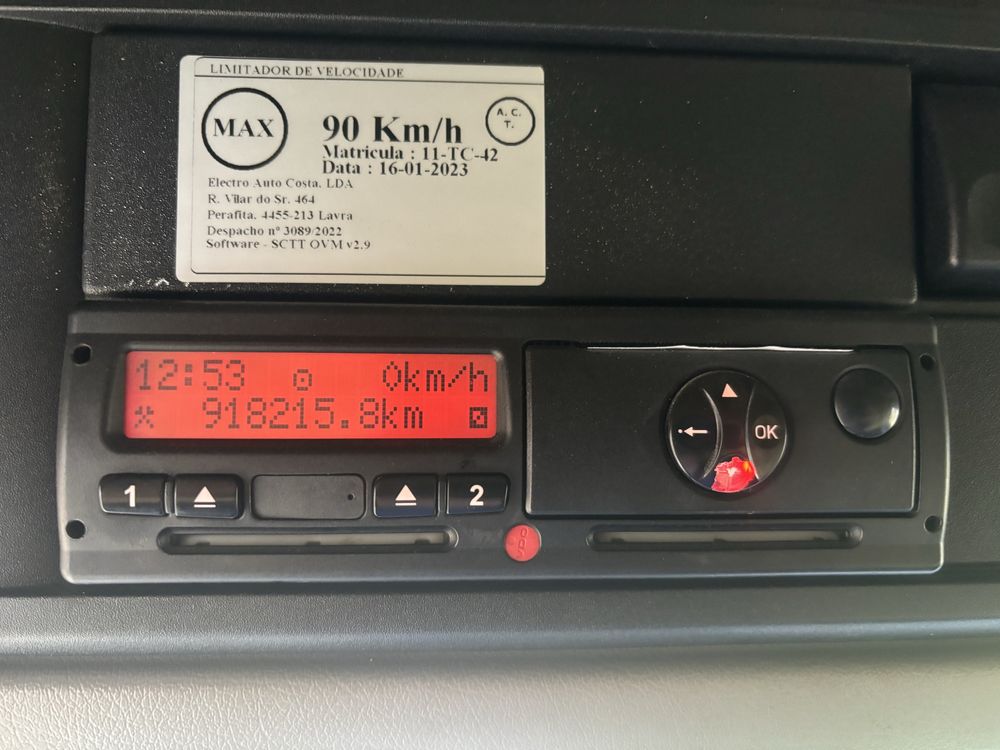 LIMITADOR DE VELOCIDADE
MAX
90 Km/h
A. C.
T.
Matricula : 11-TC-42
Data : 16-01-2023
Electro Auto Costa. LDA
R. Vilar do Sr. 464
Perafita. 4455-213 Lavra
Despacho nº 3089/2022
Software - SCTT OVM v2.9
12:53 0km/h
918215.8km
OK
1 2